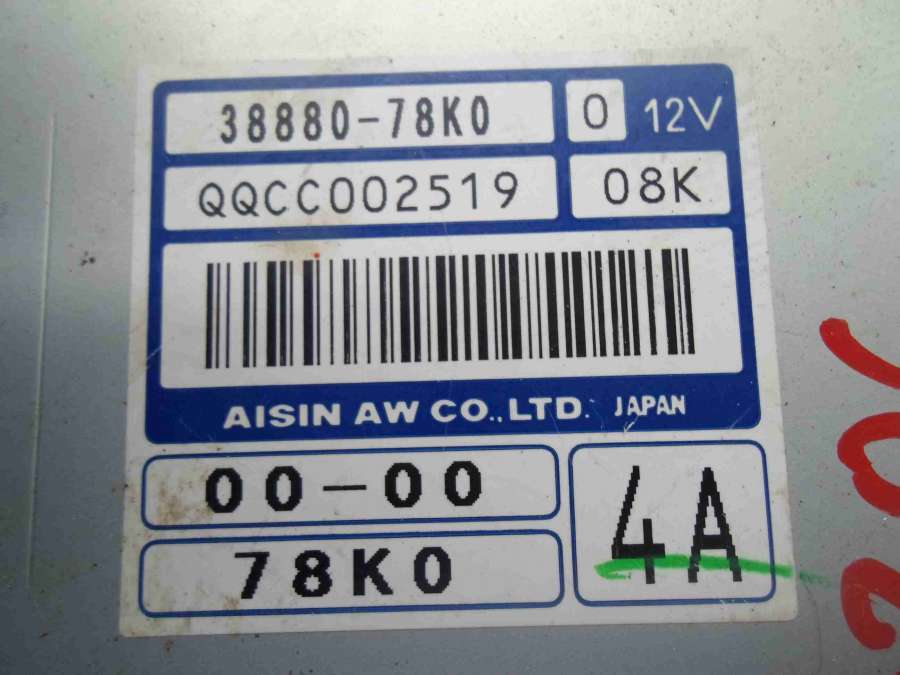 38880-78K0 0 12V
QQCC002519 08K
AISIN AW CO.,LTD. JAPAN
00-00
4A
78K0